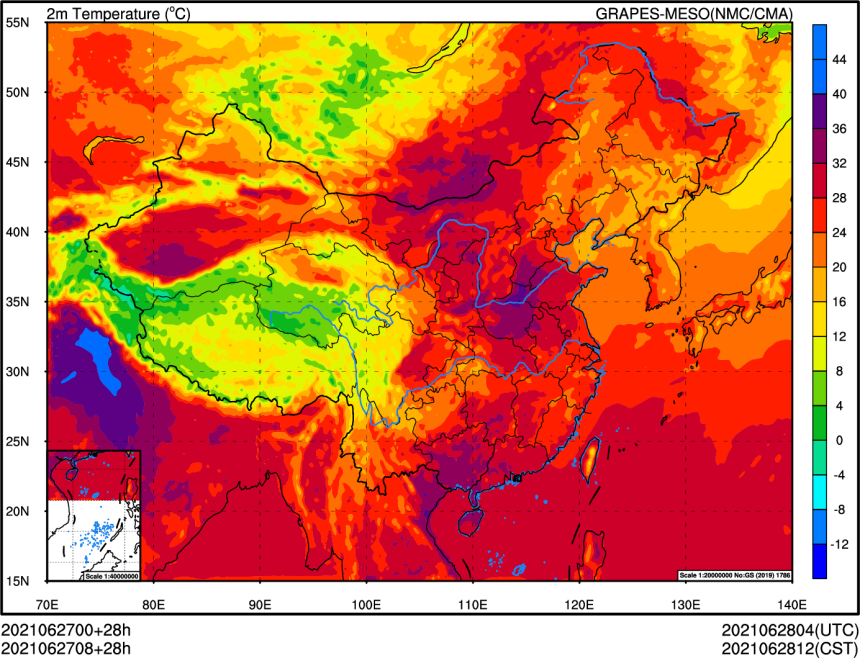 2m Temperature (°C) GRAPES-MESO(NMC/CMA)
55N
50N
45N
40N
35N
30N
25N
20N
15N
70E 80E 90E 100E 110E 120E 130E 140E
44
40
36
32
28
24
20
16
12
8
4
0
-4
-8
-12
Scale 1:40000000
Scale 1:20000000 No:GS (2019) 1786
2021062700+28h 2021062804(UTC)
2021062708+28h 2021062812(CST)